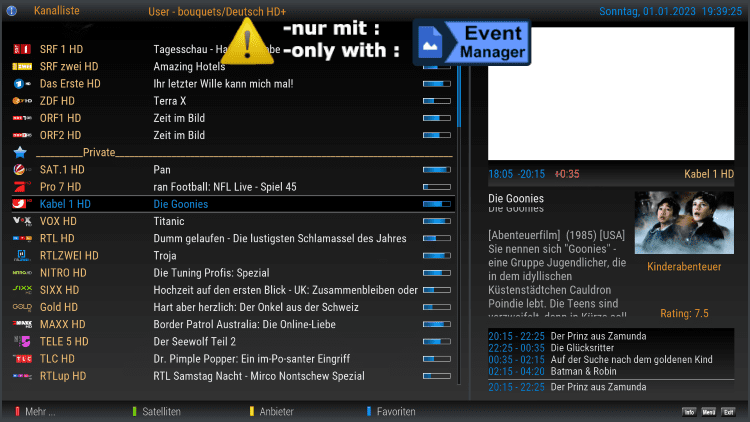 Kanalliste
User - bouquets/Deutsch HD+
Sonntag, 01.01.2023 19:39:25
-nur mit :
-only with :
Event
Manager
SRF 1 HD Tagesschau - Ha
SRF zwei HD Amazing Hotels
Das Erste HD Ihr letzter Wille kann mich mal!
ZDF HD Terra X
ORF1 HD Zeit im Bild
ORF2 HD Zeit im Bild
Private
SAT.1 HD Pan
Pro 7 HD ran Football: NFL Live - Spiel 45
Kabel 1 HD Die Goonies
VOX HD Titanic
RTL HD Dumm gelaufen - Die lustigsten Schlamassel des Jahres
RTLZWEI HD Troja
NITRO HD Die Tuning Profis: Spezial
SIXX HD Hochzeit auf den ersten Blick - UK: Zusammenbleiben oder
Gold HD Hart aber herzlich: Der Onkel aus der Schweiz
MAXX HD Border Patrol Australia: Die Online-Liebe
TELE 5 HD Der Seewolf Teil 2
TLC HD Dr. Pimple Popper: Ein im-Po-santer Eingriff
RTLup HD RTL Samstag Nacht - Mirco Nontschew Spezial
18:05 -20:15 +0:35 Kabel 1 HD
Die Goonies
Die Goonies
[Abenteuerfilm] (1985) [USA]
Sie nennen sich "Goonies" -
eine Gruppe Jugendlicher, die
in dem idyllischen
Küstenstädtchen Cauldron
Poindie lebt. Die Teens sind
verzweifelt, denn in Kürze soll
Kinderabenteuer
Rating: 7.5
20:15 - 22:25 Der Prinz aus Zamunda
22:25 - 00:35 Die Glücksritter
00:35 - 02:15 Auf der Suche nach dem goldenen Kind
02:15 - 04:20 Batman & Robin
20:15 - 22:25 Der Prinz aus Zamunda
Mehr ... Satelliten Anbieter Favoriten Info Menu Exit